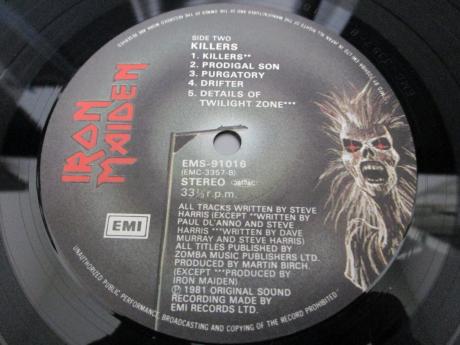 SIDE TWO
KILLERS
1. KILLERS**
2. PRODIGAL SON
3. PURGATORY
4. DRIFTER
5. DETAILS OF
TWILIGHT ZONE***
IRON
MAIDEN
EMS-91016
(EMC-3357-B)
STEREO
33⅓ r.p.m.
EMI
ALL TRACKS WRITTEN BY STEVE
HARRIS (EXCEPT **WRITTEN BY
PAUL DI'ANNO AND STEVE
HARRIS ***WRITTEN BY DAVE
MURRAY AND STEVE HARRIS)
ALL TITLES PUBLISHED BY
ZOMBA MUSIC PUBLISHERS LTD.
PRODUCED BY MARTIN BIRCH.
(EXCEPT ***PRODUCED BY
IRON MAIDEN)
Ⓟ 1981 ORIGINAL SOUND
RECORDING MADE BY
EMI RECORDS LTD.
UNAUTHORIZED PUBLIC PERFORMANCE, BROADCASTING AND COPYING OF THE RECORD PROHIBITED